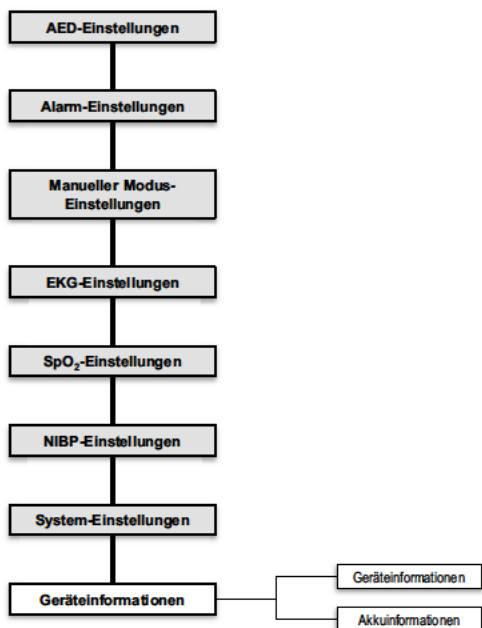 AED-Einstellungen
Alarm-Einstellungen
Manueller Modus-
Einstellungen
EKG-Einstellungen
SpO₂-Einstellungen
NIBP-Einstellungen
System-Einstellungen
Geräteinformationen
Geräteinformationen
Akkuinformationen